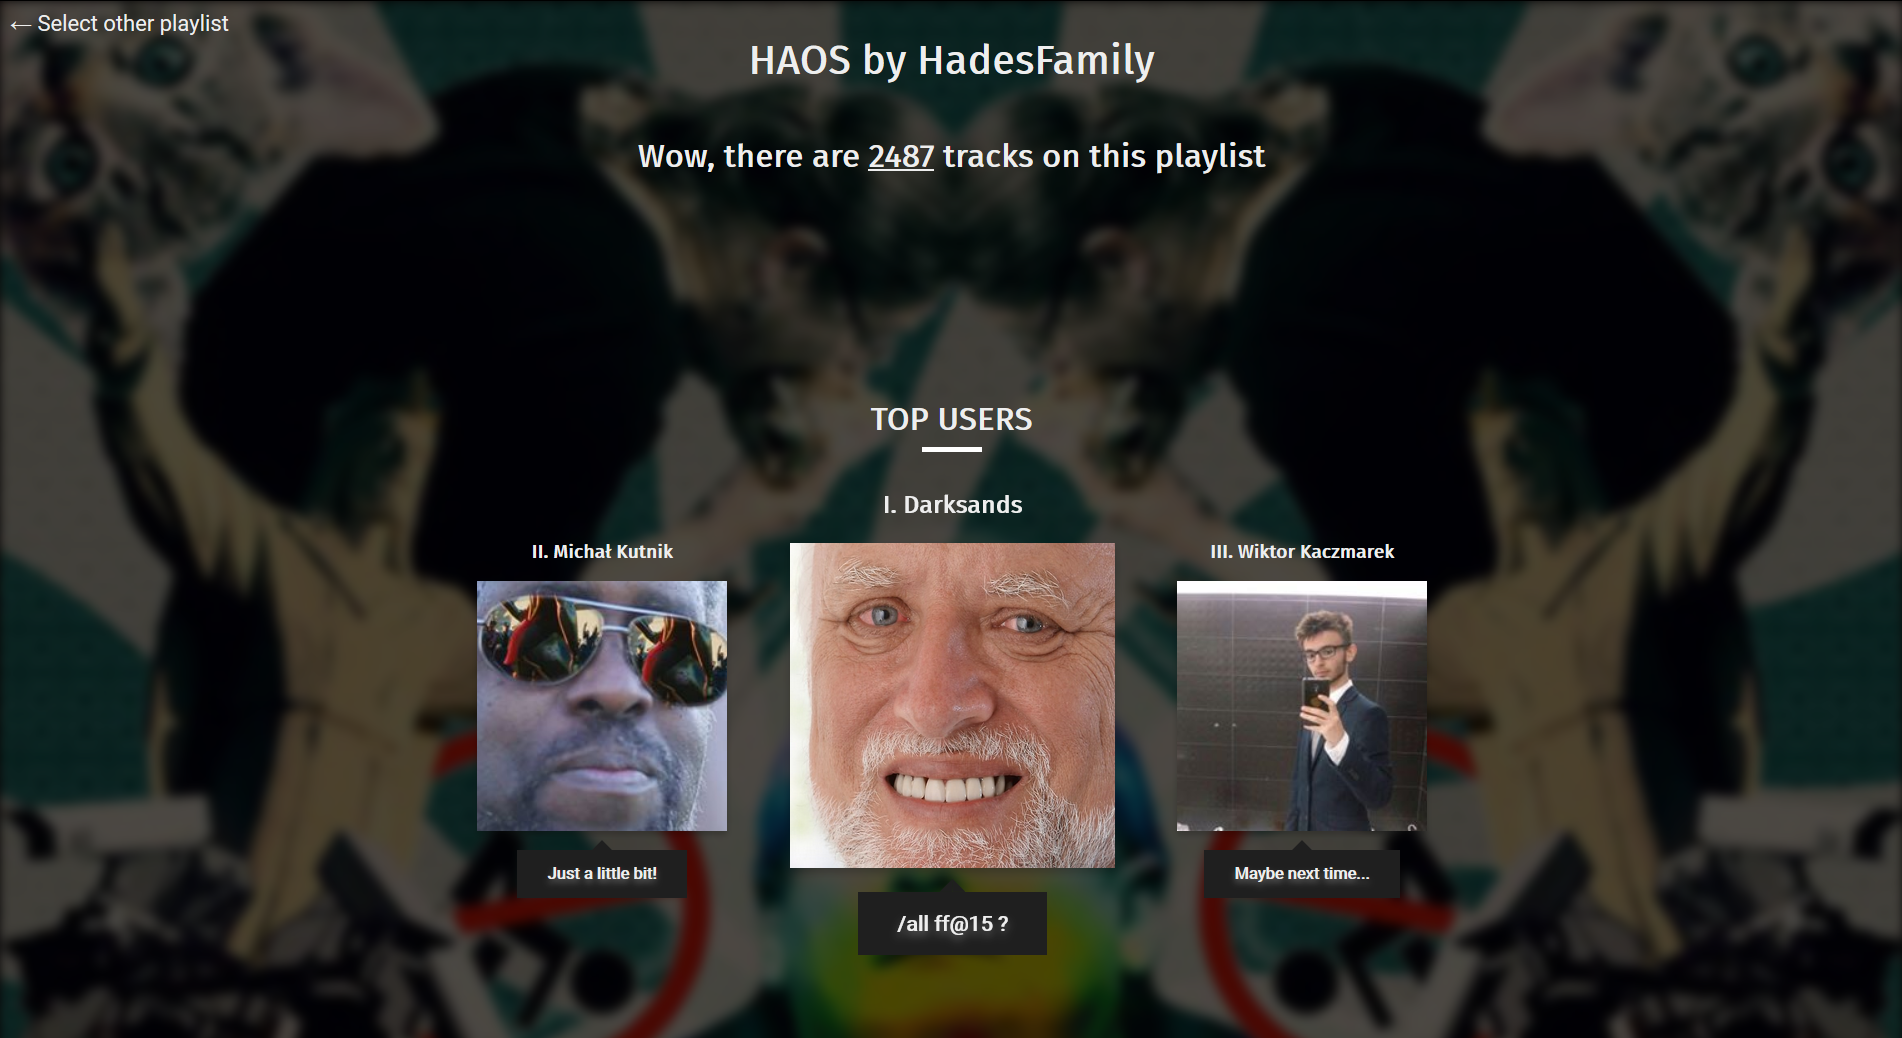 ← Select other playlist
HAOS by HadesFamily
Wow, there are 2487 tracks on this playlist
TOP USERS
I. Darksands
II. Michał Kutnik
III. Wiktor Kaczmarek
Just a little bit!
/all ff@15 ?
Maybe next time...